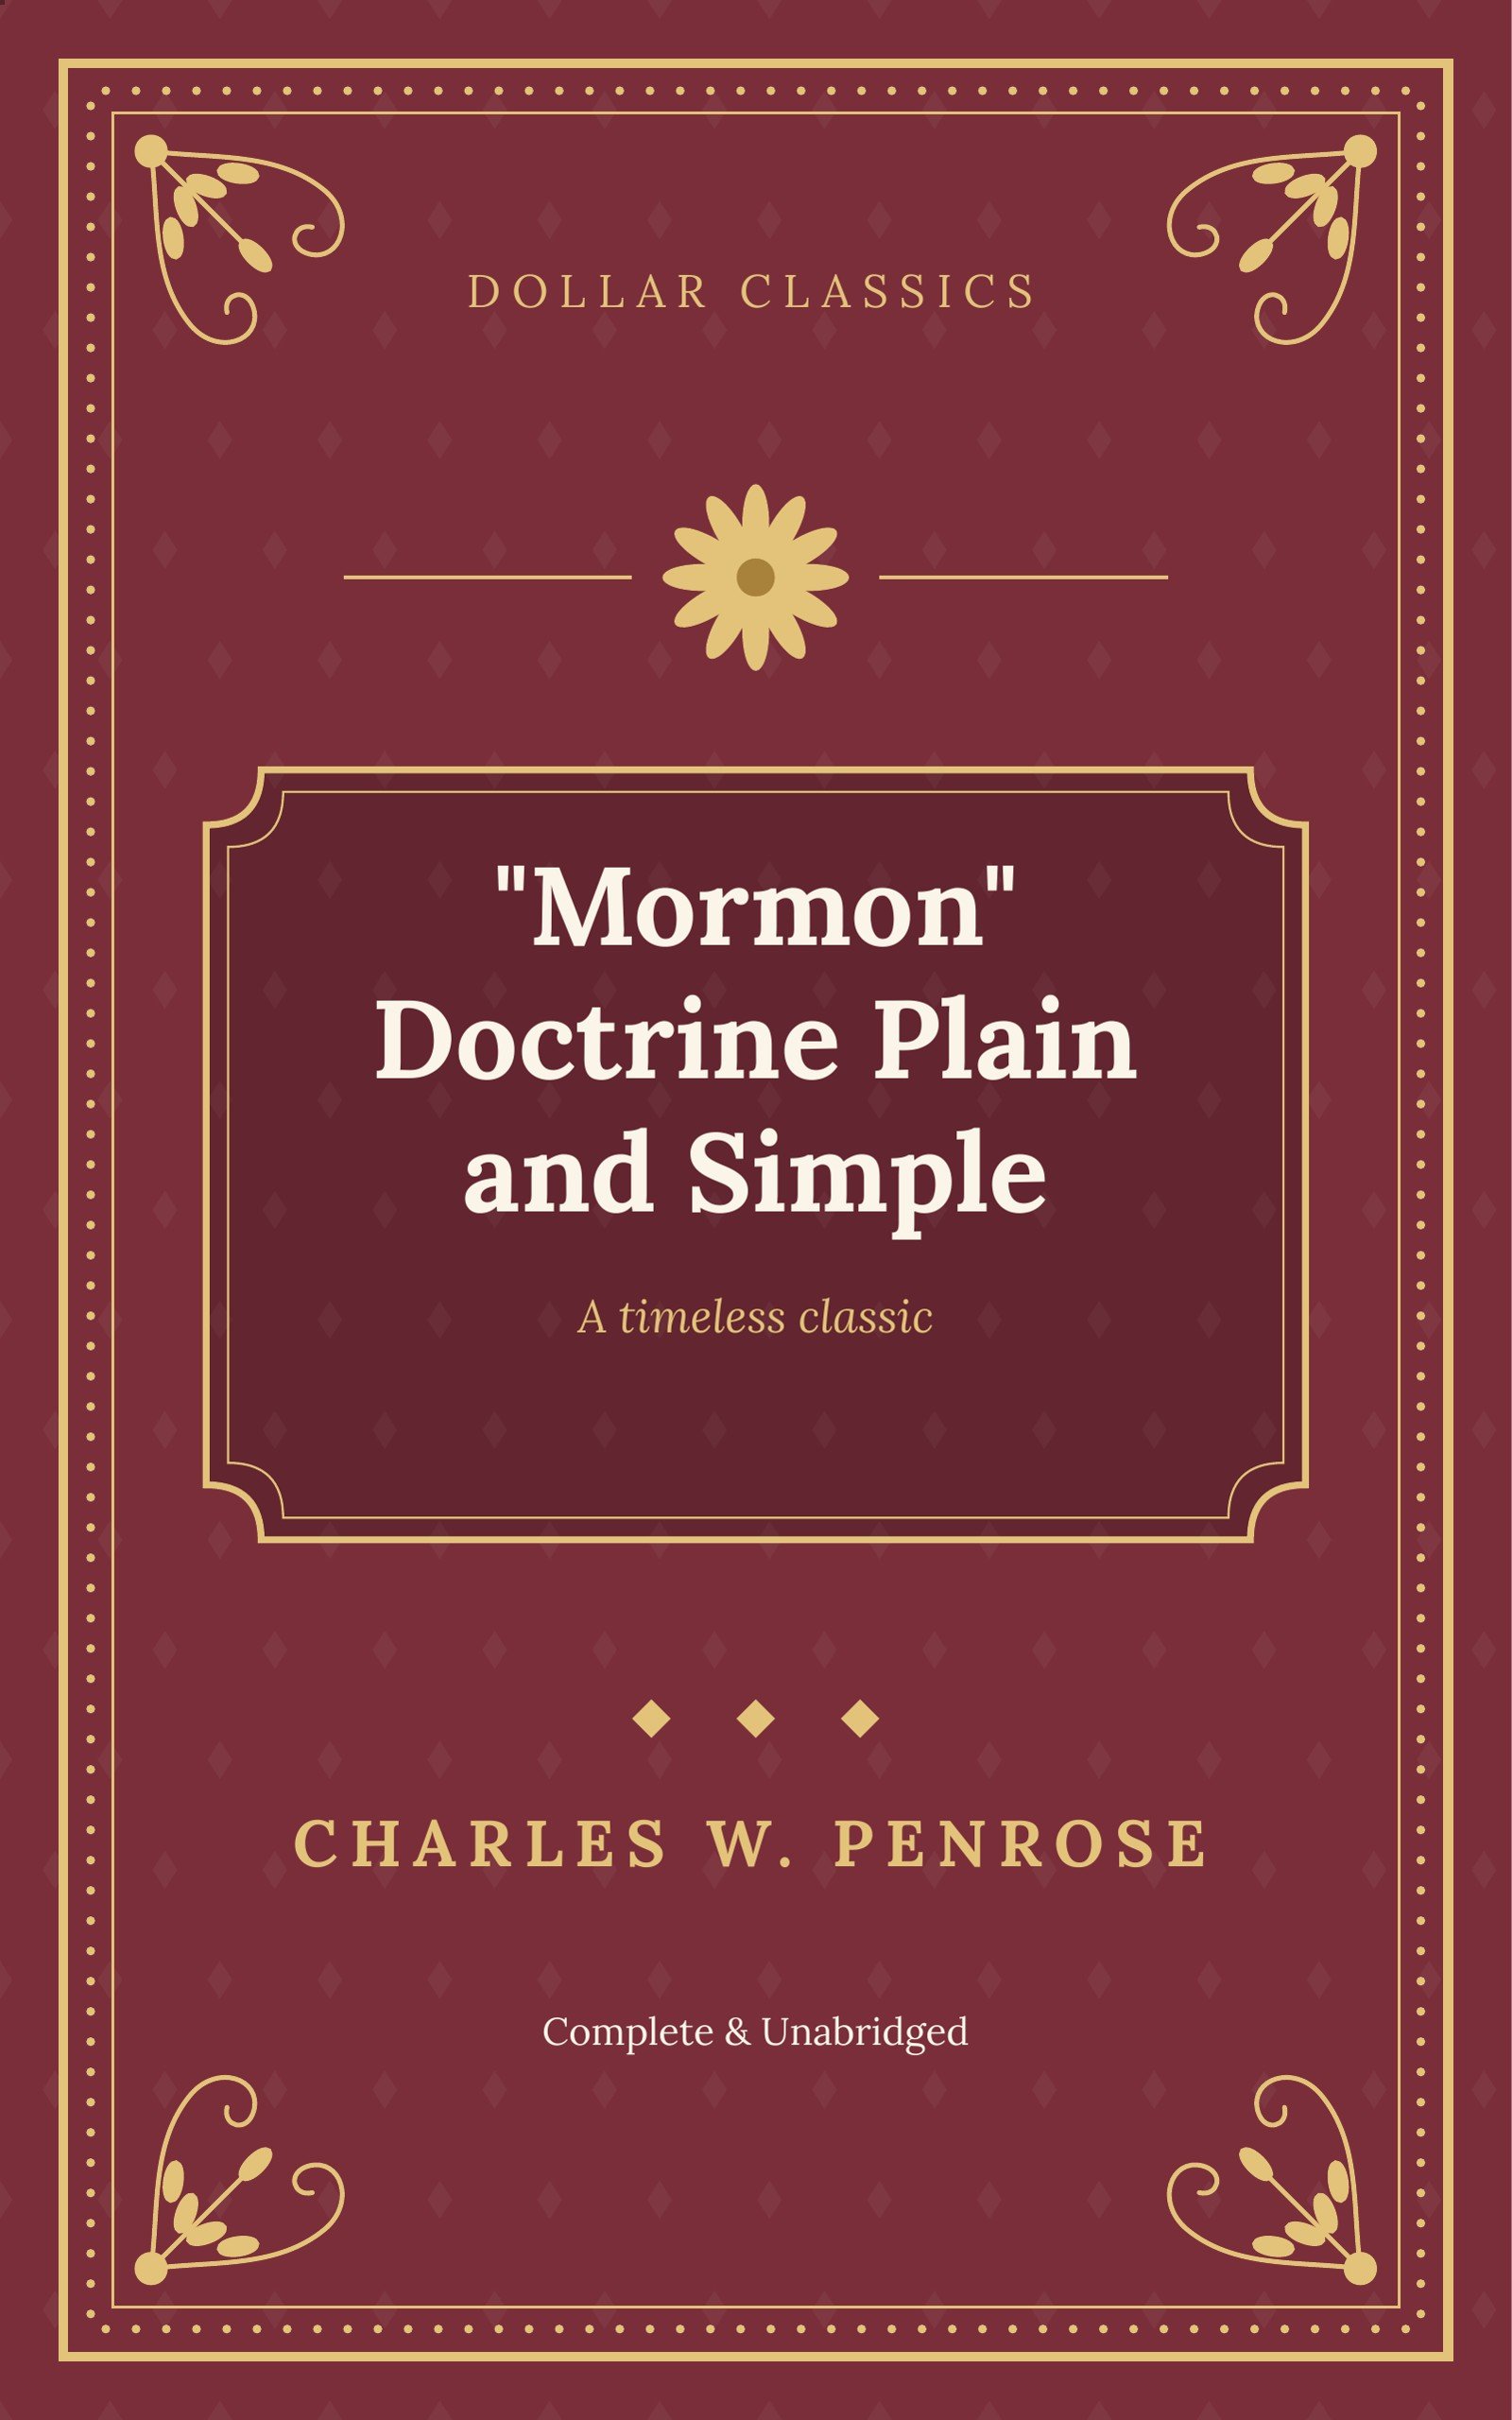 DOLLAR CLASSICS
"Mormon"
Doctrine Plain
and Simple
A timeless classic
CHARLES W. PENROSE
Complete & Unabridged